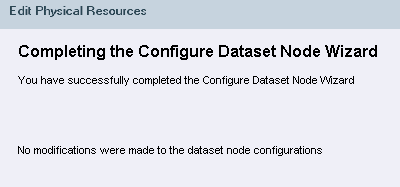 Edit Physical Resources
Completing the Configure Dataset Node Wizard
You have successfully completed the Configure Dataset Node Wizard
No modifications were made to the dataset node configurations